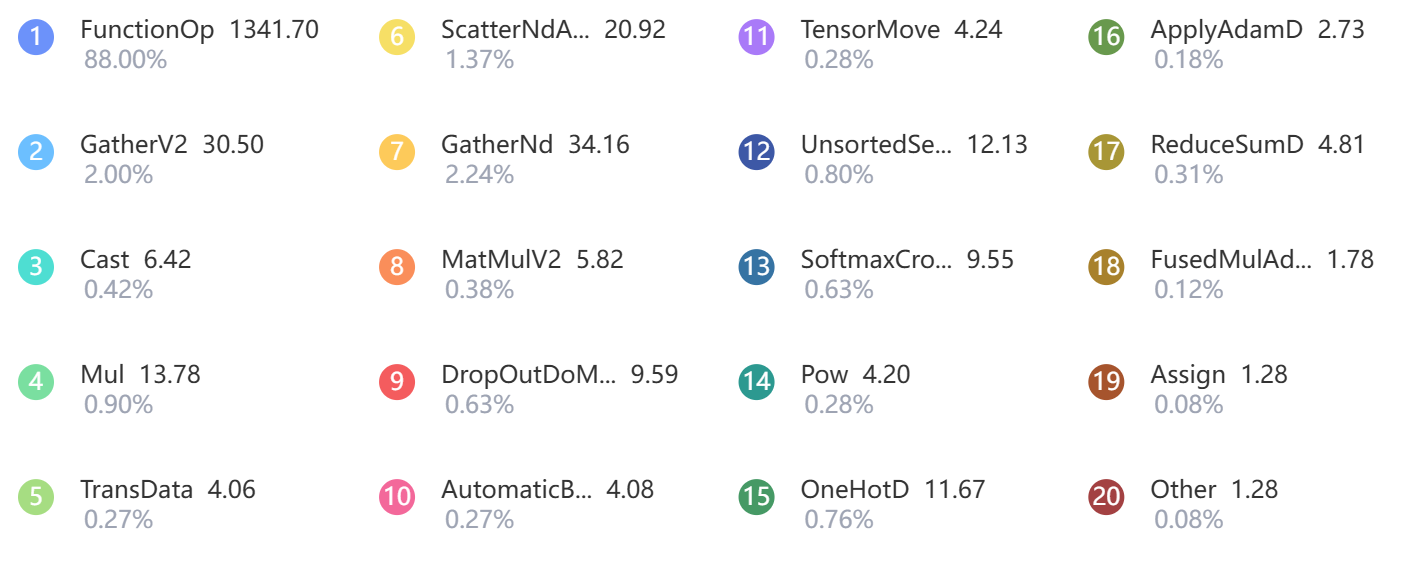 1 FunctionOp 1341.70
88.00%
2 GatherV2 30.50
2.00%
3 Cast 6.42
0.42%
4 Mul 13.78
0.90%
5 TransData 4.06
0.27%
6 ScatterNdA... 20.92
1.37%
7 GatherNd 34.16
2.24%
8 MatMulV2 5.82
0.38%
9 DropOutDoM... 9.59
0.63%
10 AutomaticB... 4.08
0.27%
11 TensorMove 4.24
0.28%
12 UnsortedSe... 12.13
0.80%
13 SoftmaxCro... 9.55
0.63%
14 Pow 4.20
0.28%
15 OneHotD 11.67
0.76%
16 ApplyAdamD 2.73
0.18%
17 ReduceSumD 4.81
0.31%
18 FusedMulAd... 1.78
0.12%
19 Assign 1.28
0.08%
20 Other 1.28
0.08%